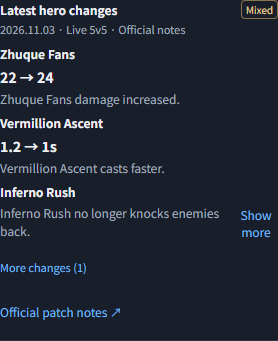 Latest hero changes
Mixed
2026.11.03 · Live 5v5 · Official notes
Zhuque Fans
22 → 24
Zhuque Fans damage increased.
Vermillion Ascent
1.2 → 1s
Vermillion Ascent casts faster.
Inferno Rush
Inferno Rush no longer knocks enemies
back.
Show
more
More changes (1)
Official patch notes ↗